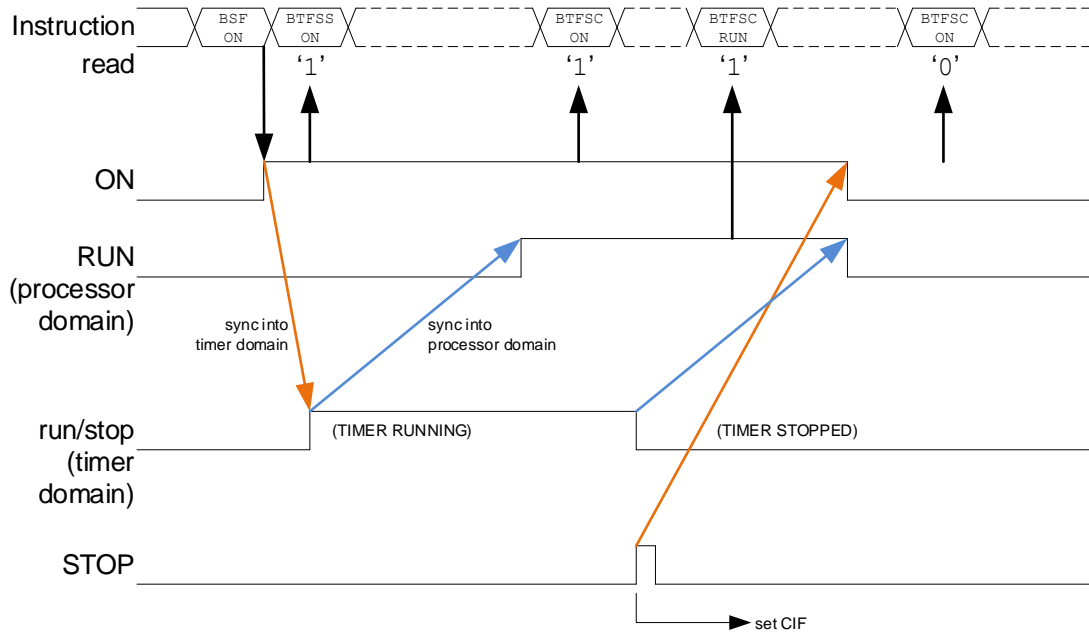 Instruction
BSF
ON
BTFSS
ON
BTFSC
ON
BTFSC
RUN
BTFSC
ON
read
‘1’
‘1’
‘1’
‘0’
ON
RUN
(processor
domain)
sync into
timer domain
sync into
processor domain
run/stop
(timer
domain)
(TIMER RUNNING)
(TIMER STOPPED)
STOP
set CIF